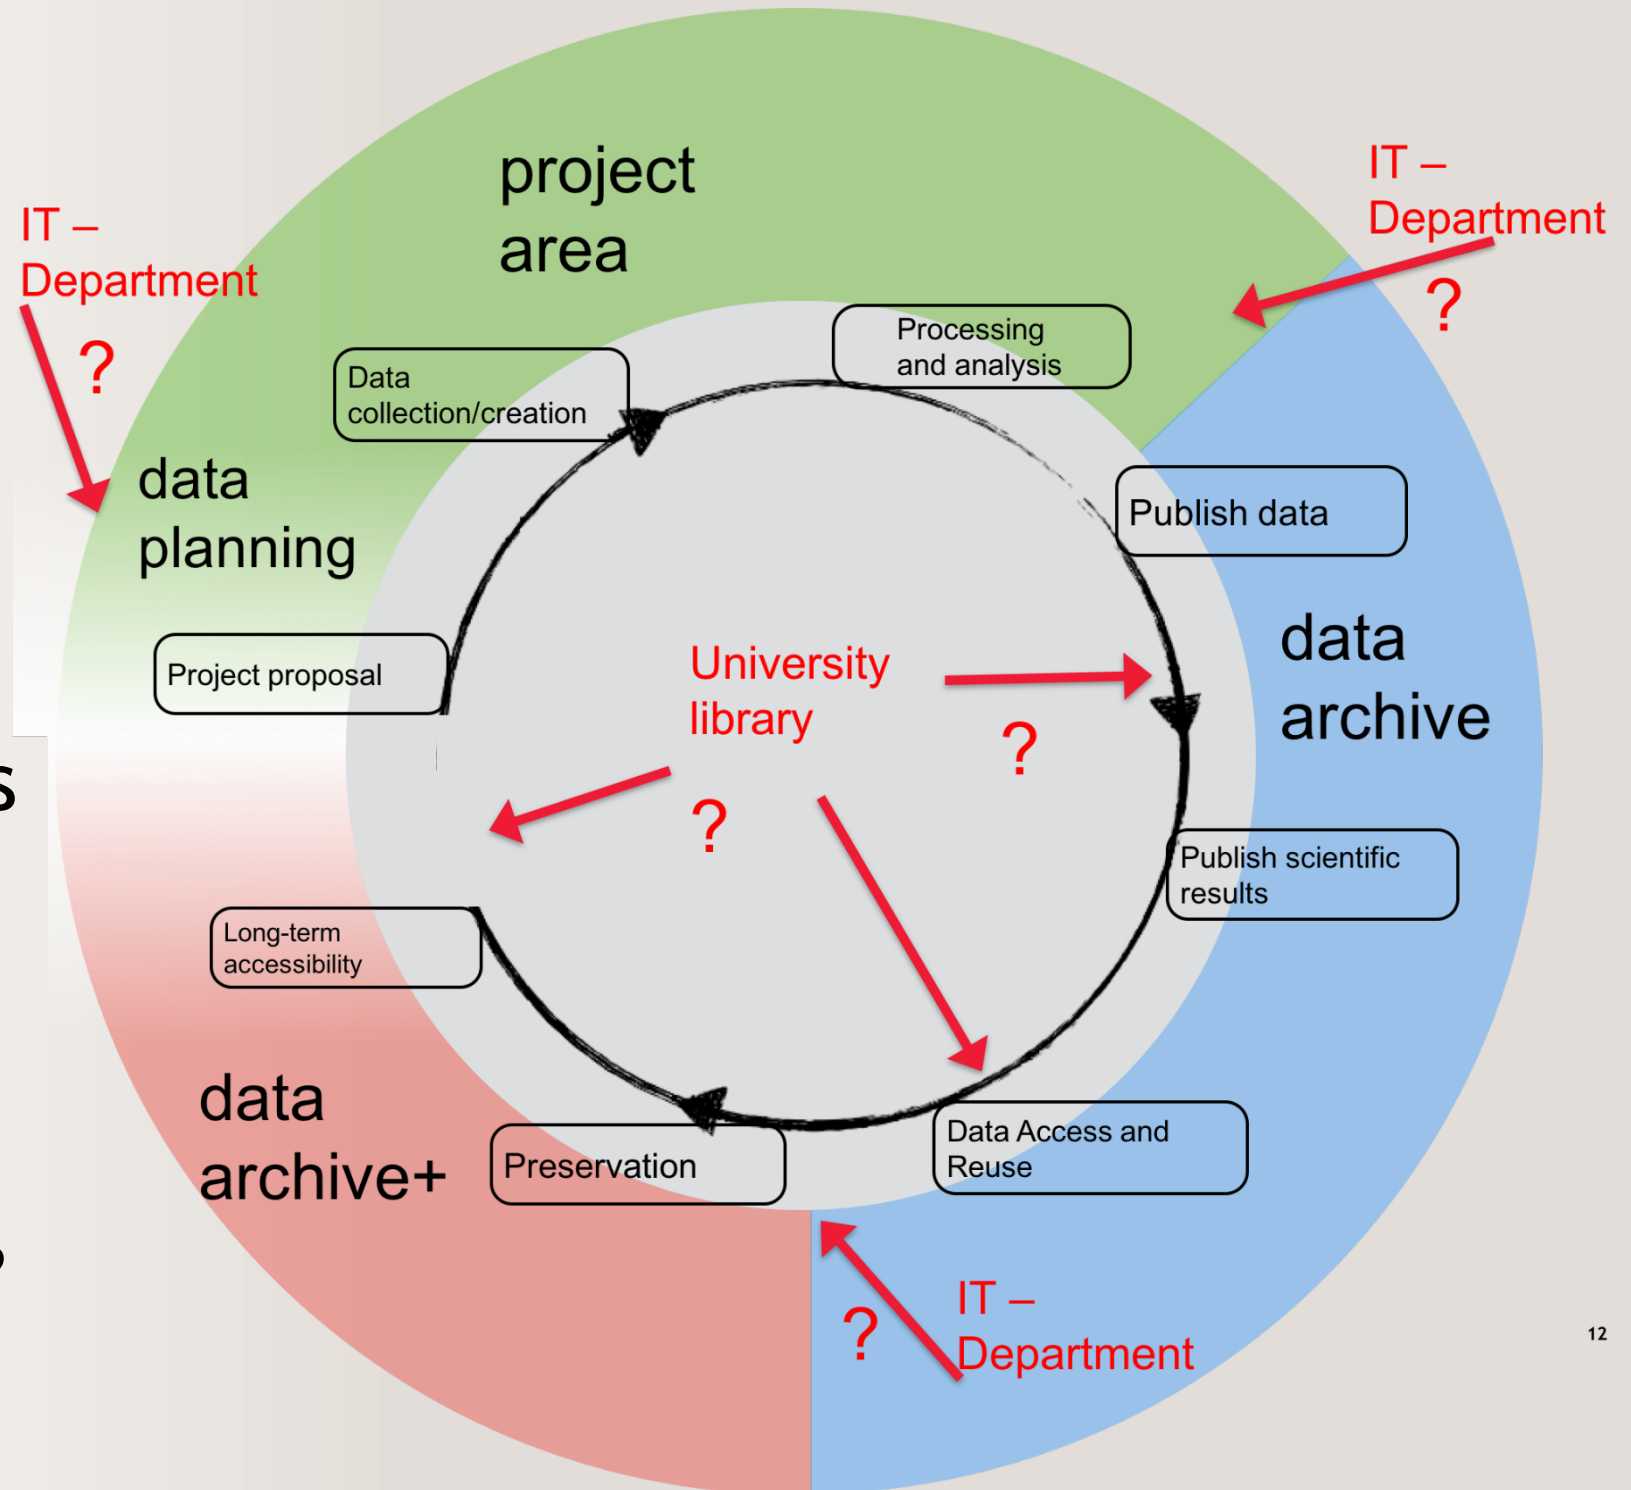 project
area
IT –
Department
?
IT –
Department
?
Data
collection/creation
Processing
and analysis
data
planning
Publish data
Project proposal
University
library
?
?
data
archive
s
Publish scientific
results
Long-term
accessibility
data
archive+
Preservation
Data Access and
Reuse
?
IT –
Department
12